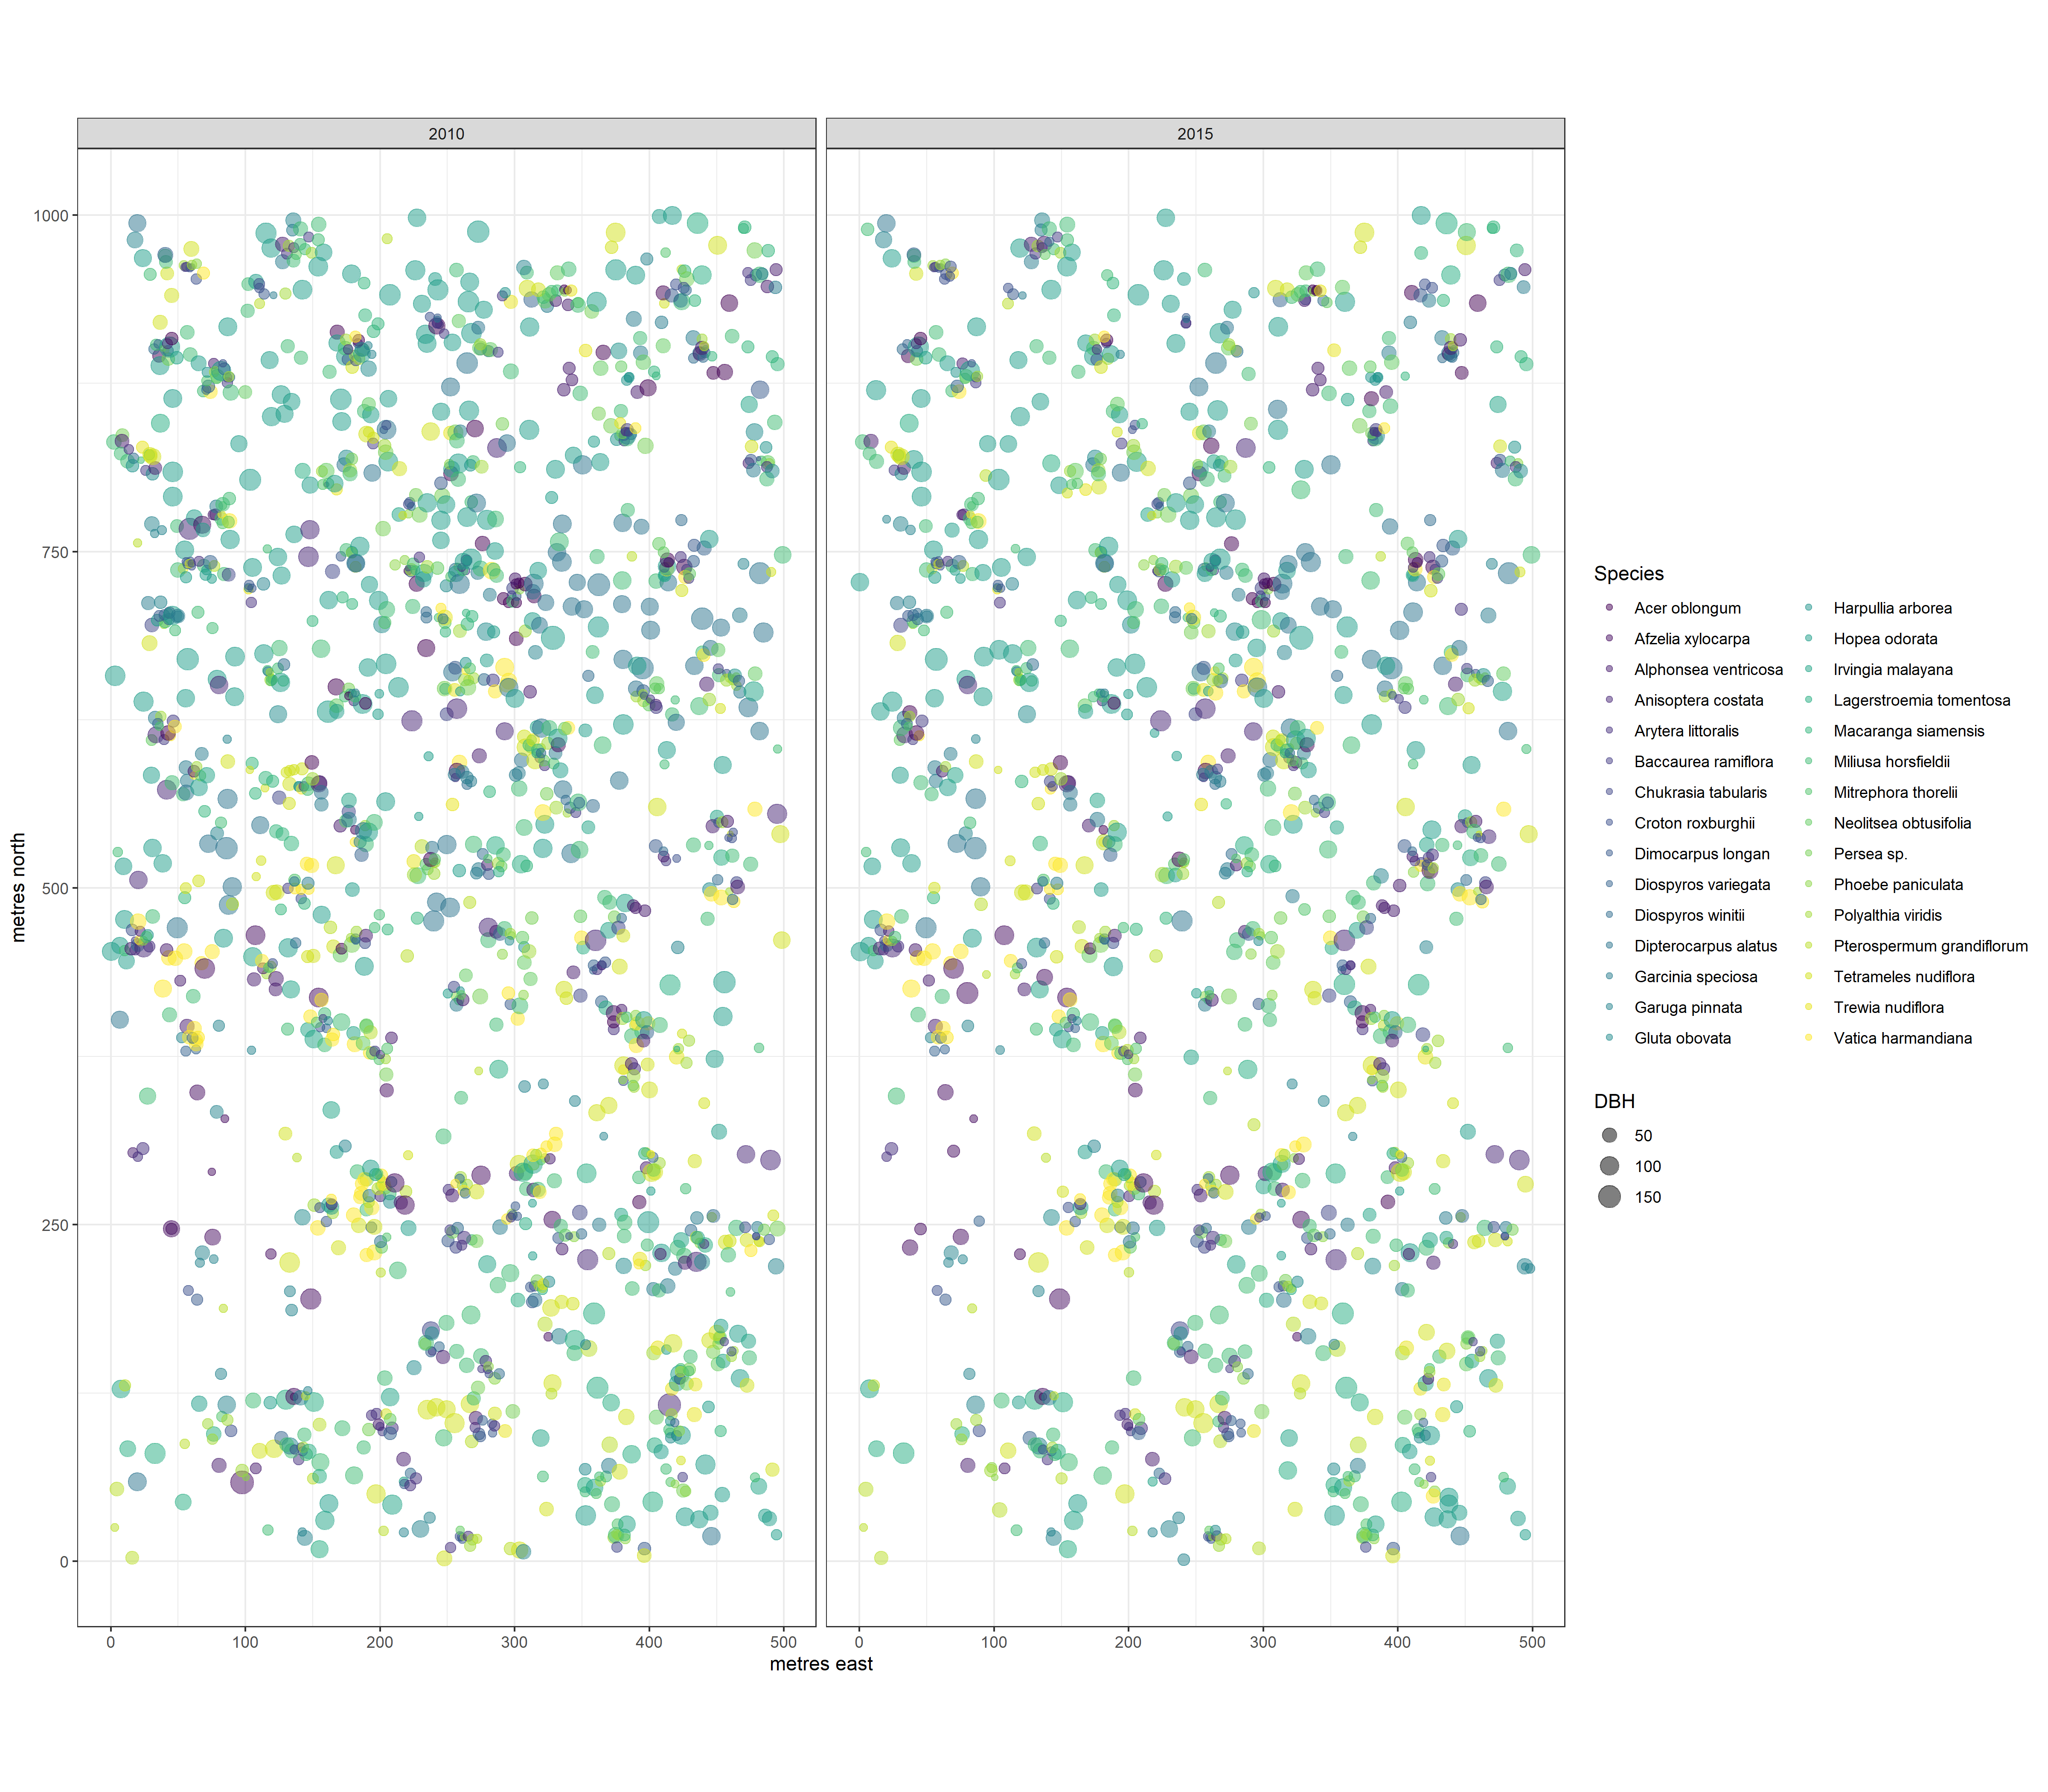 2010 2015
1000
750
500
250
0
metres north
0 100 200 300 400 500 0 100 200 300 400 500
metres east
Species
Acer oblongum Harpullia arborea
Afzelia xylocarpa Hopea odorata
Alphonsea ventricosa Irvingia malayana
Anisoptera costata Lagerstroemia tomentosa
Arytera littoralis Macaranga siamensis
Baccaurea ramiflora Miliusa horsfieldii
Chukrasia tabularis Mitrephora thorelii
Croton roxburghii Neolitsea obtusifolia
Dimocarpus longan Persea sp.
Diospyros variegata Phoebe paniculata
Diospyros winitii Polyalthia viridis
Dipterocarpus alatus Pterospermum grandiflorum
Garcinia speciosa Tetrameles nudiflora
Garuga pinnata Trewia nudiflora
Gluta obovata Vatica harmandiana
DBH
50
100
150